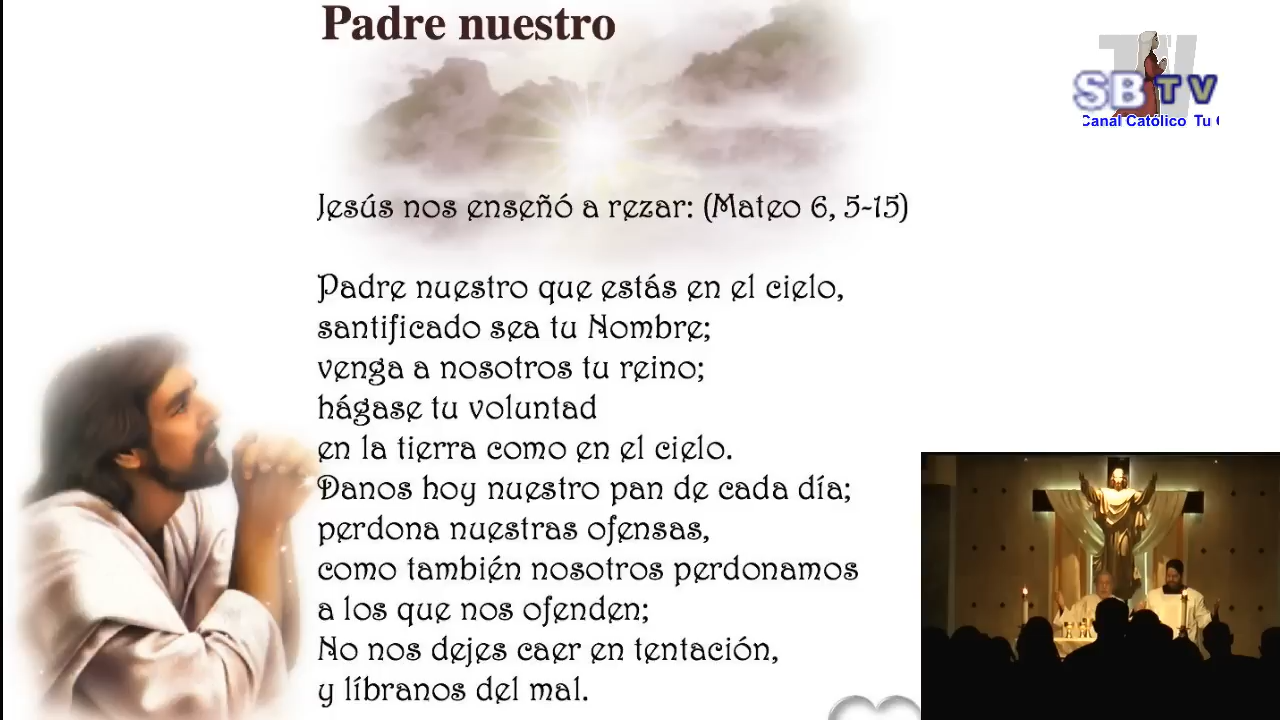 Padre nuestro
SBTV
Canal Católico Tu
Jesús nos enseñó a rezar: (Mateo 6, 5-15)
Padre nuestro que estás en el cielo,
santificado sea tu Nombre;
venga a nosotros tu reino;
hágase tu voluntad
en la tierra como en el cielo.
Danos hoy nuestro pan de cada día;
perdona nuestras ofensas,
como también nosotros perdonamos
a los que nos ofenden;
No nos dejes caer en tentación,
y líbranos del mal.